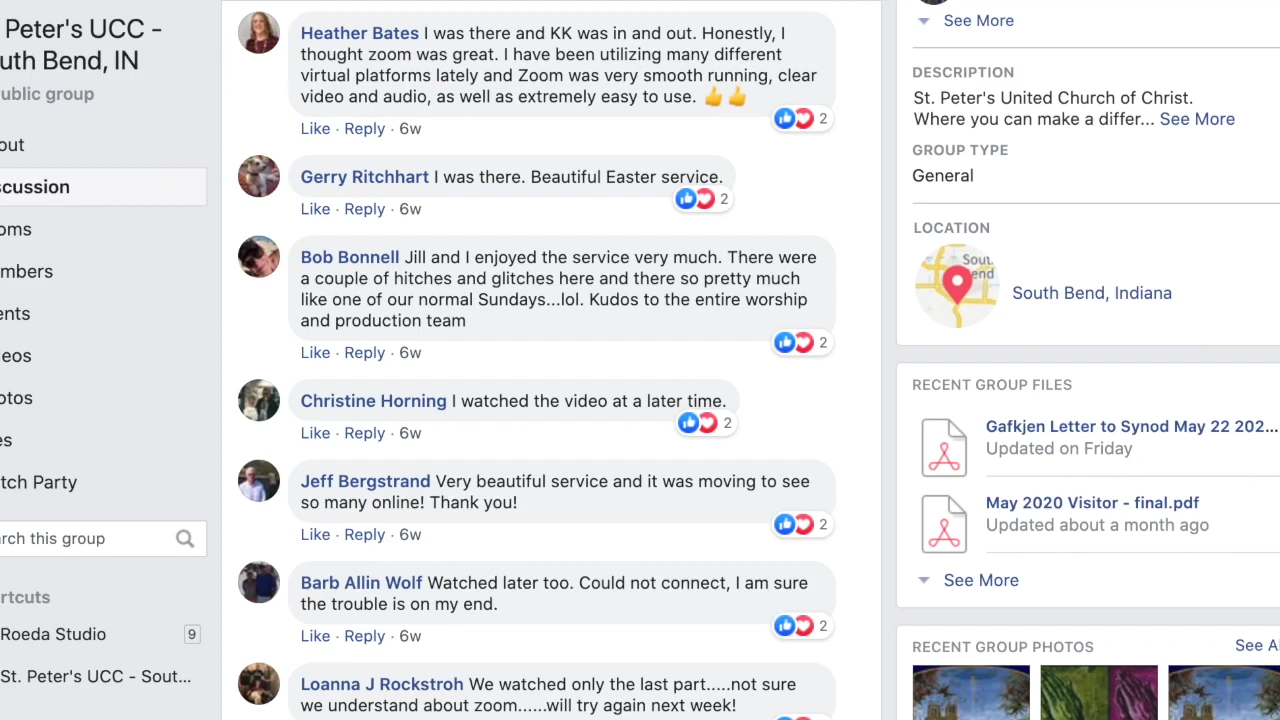 Peter's UCC -
uth Bend, IN
ublic group
out
scussion
oms
mbers
ents
eos
otos
es
tch Party
rch this group
rtcuts
Roeda Studio 9
St. Peter's UCC - Sout...
Heather Bates I was there and KK was in and out. Honestly, I
thought zoom was great. I have been utilizing many different
virtual platforms lately and Zoom was very smooth running, clear
video and audio, as well as extremely easy to use. 👍👍
2
Like · Reply · 6w
Gerry Ritchhart I was there. Beautiful Easter service.
2
Like · Reply · 6w
Bob Bonnell Jill and I enjoyed the service very much. There were
a couple of hitches and glitches here and there so pretty much
like one of our normal Sundays...lol. Kudos to the entire worship
and production team
2
Like · Reply · 6w
Christine Horning I watched the video at a later time.
2
Like · Reply · 6w
Jeff Bergstrand Very beautiful service and it was moving to see
so many online! Thank you!
2
Like · Reply · 6w
Barb Allin Wolf Watched later too. Could not connect, I am sure
the trouble is on my end.
2
Like · Reply · 6w
Loanna J Rockstroh We watched only the last part.....not sure
we understand about zoom......will try again next week!
See More
DESCRIPTION
St. Peter's United Church of Christ.
Where you can make a differ... See More
GROUP TYPE
General
LOCATION
Sout
end
South Bend, Indiana
RECENT GROUP FILES
Gafkjen Letter to Synod May 22 202...
Updated on Friday
May 2020 Visitor - final.pdf
Updated about a month ago
See More
RECENT GROUP PHOTOS
See Al